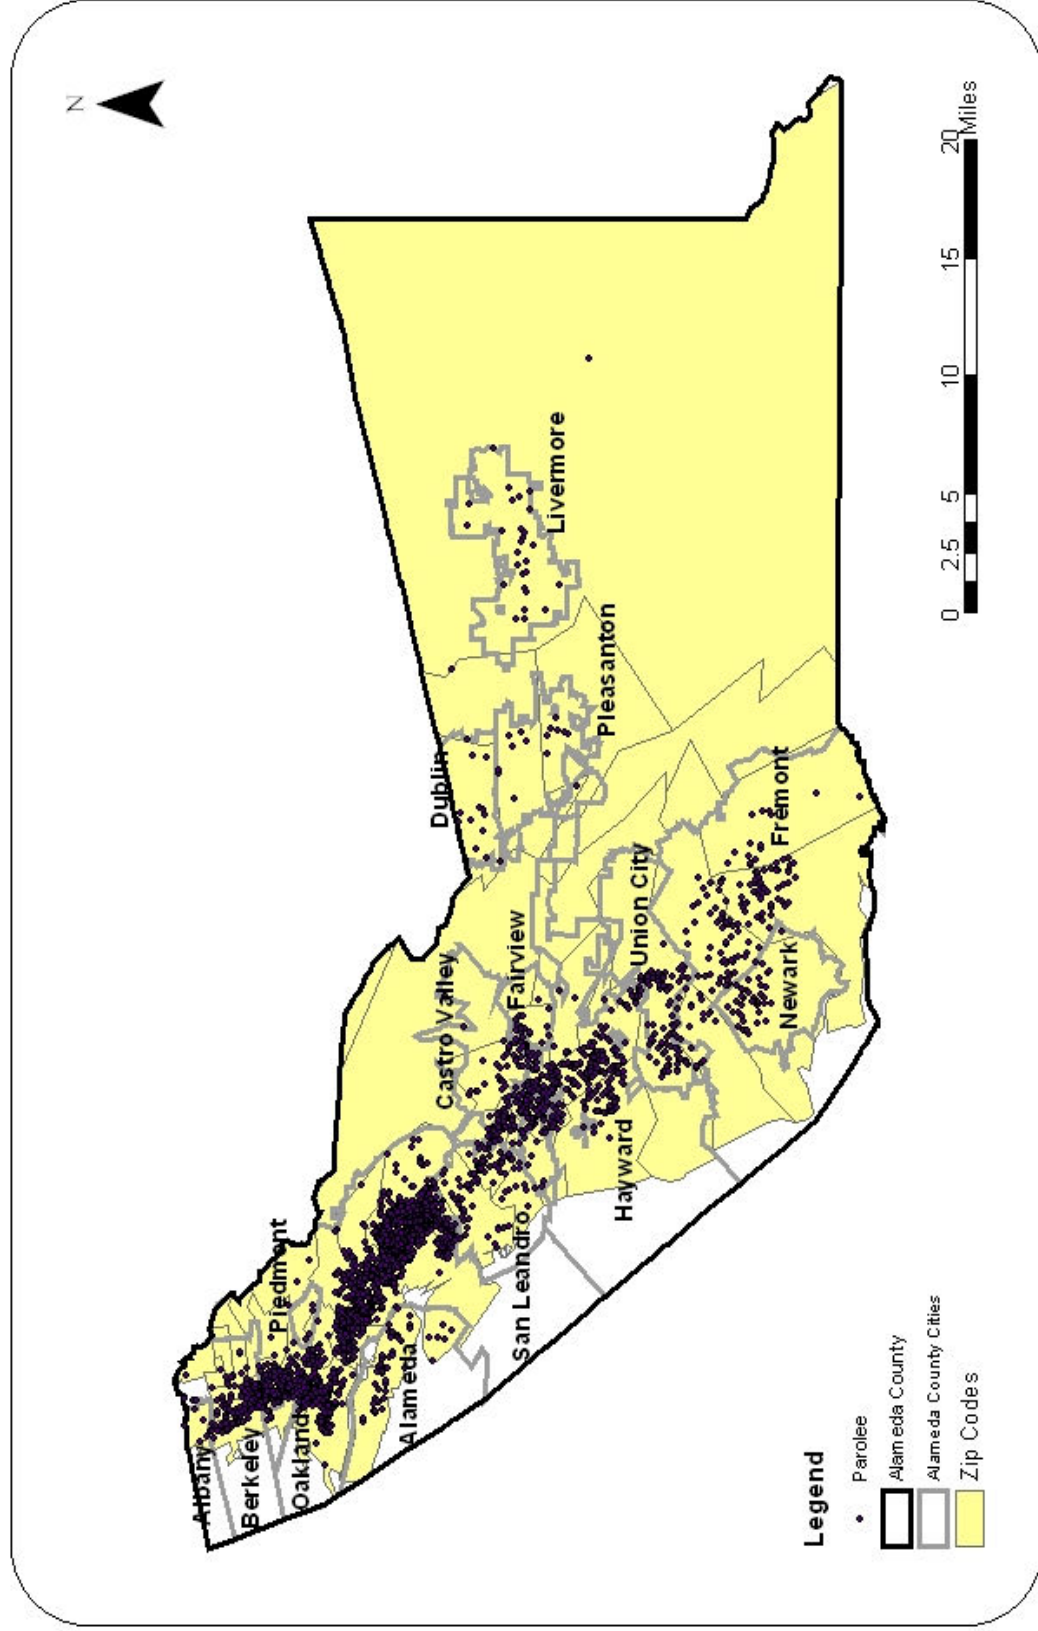 N
Albany
Berkeley
Oakland
Piedmont
Alameda
San Leandro
Castro Valley
Hayward
Fairview
Dublin
Union City
Newark
Fremont
Pleasanton
Livermore
Legend
Parolee
Alameda County
Alameda County Cities
Zip Codes
0 2.5 5 10 15 20
Miles